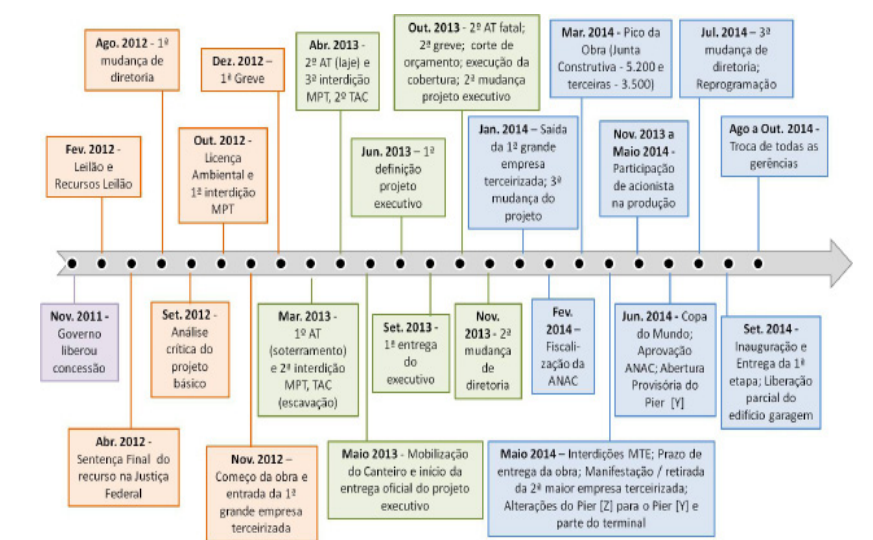 Ago. 2012 - 1ª
mudança de
diretoria
Dez. 2012 –
1ª Greve
Abr. 2013 -
2º AT (laje) e
3ª interdição
MPT, 2º TAC
Out. 2013 - 2º AT fatal;
2ª greve; corte de
orçamento; execução da
cobertura; 2ª mudança
projeto executivo
Mar. 2014 - Pico da
Obra (Junta
Construtiva - 5.200 e
terceiras - 3.500)
Jul. 2014 – 3ª
mudança de
diretoria;
Reprogramação
Fev. 2012 -
Leilão e
Recursos Leilão
Out. 2012 -
Licença
Ambiental e
1ª interdição
MPT
Jun. 2013 – 1ª
definição
projeto
executivo
Jan. 2014 – Saída
da 1ª grande
empresa
terceirizada; 3ª
mudança do
projeto
Nov. 2013 a
Maio 2014 -
Participação
de acionista
na produção
Ago a Out. 2014 -
Troca de todas as
gerências
Nov. 2011 -
Governo
liberou
concessão
Set. 2012 -
Análise
crítica do
projeto
básico
Mar. 2013 -
1º AT
(soterramento)
e 2ª interdição
MPT, TAC
(escavação)
Set. 2013 -
1ª entrega
do
executivo
Nov.
2013 - 2ª
mudança
de
diretoria
Fev.
2014 –
Fiscali-
zação da
ANAC
Jun. 2014 - Copa
do Mundo;
Aprovação
ANAC; Abertura
Provisória do
Pier [Y]
Set. 2014 -
Inauguração e
Entrega da 1ª
etapa; Liberação
parcial do
edifício garagem
Abr. 2012 -
Sentença Final do
recurso na Justiça
Federal
Nov. 2012 -
Começo da obra e
entrada da 1ª
grande empresa
terceirizada
Maio 2013 - Mobilização
do Canteiro e início da
entrega oficial do projeto
executivo
Maio 2014 – Interdições MTE; Prazo de
entrega da obra; Manifestação / retirada
da 2ª maior empresa terceirizada;
Alterações do Pier [Z] para o Pier [Y] e
parte do terminal